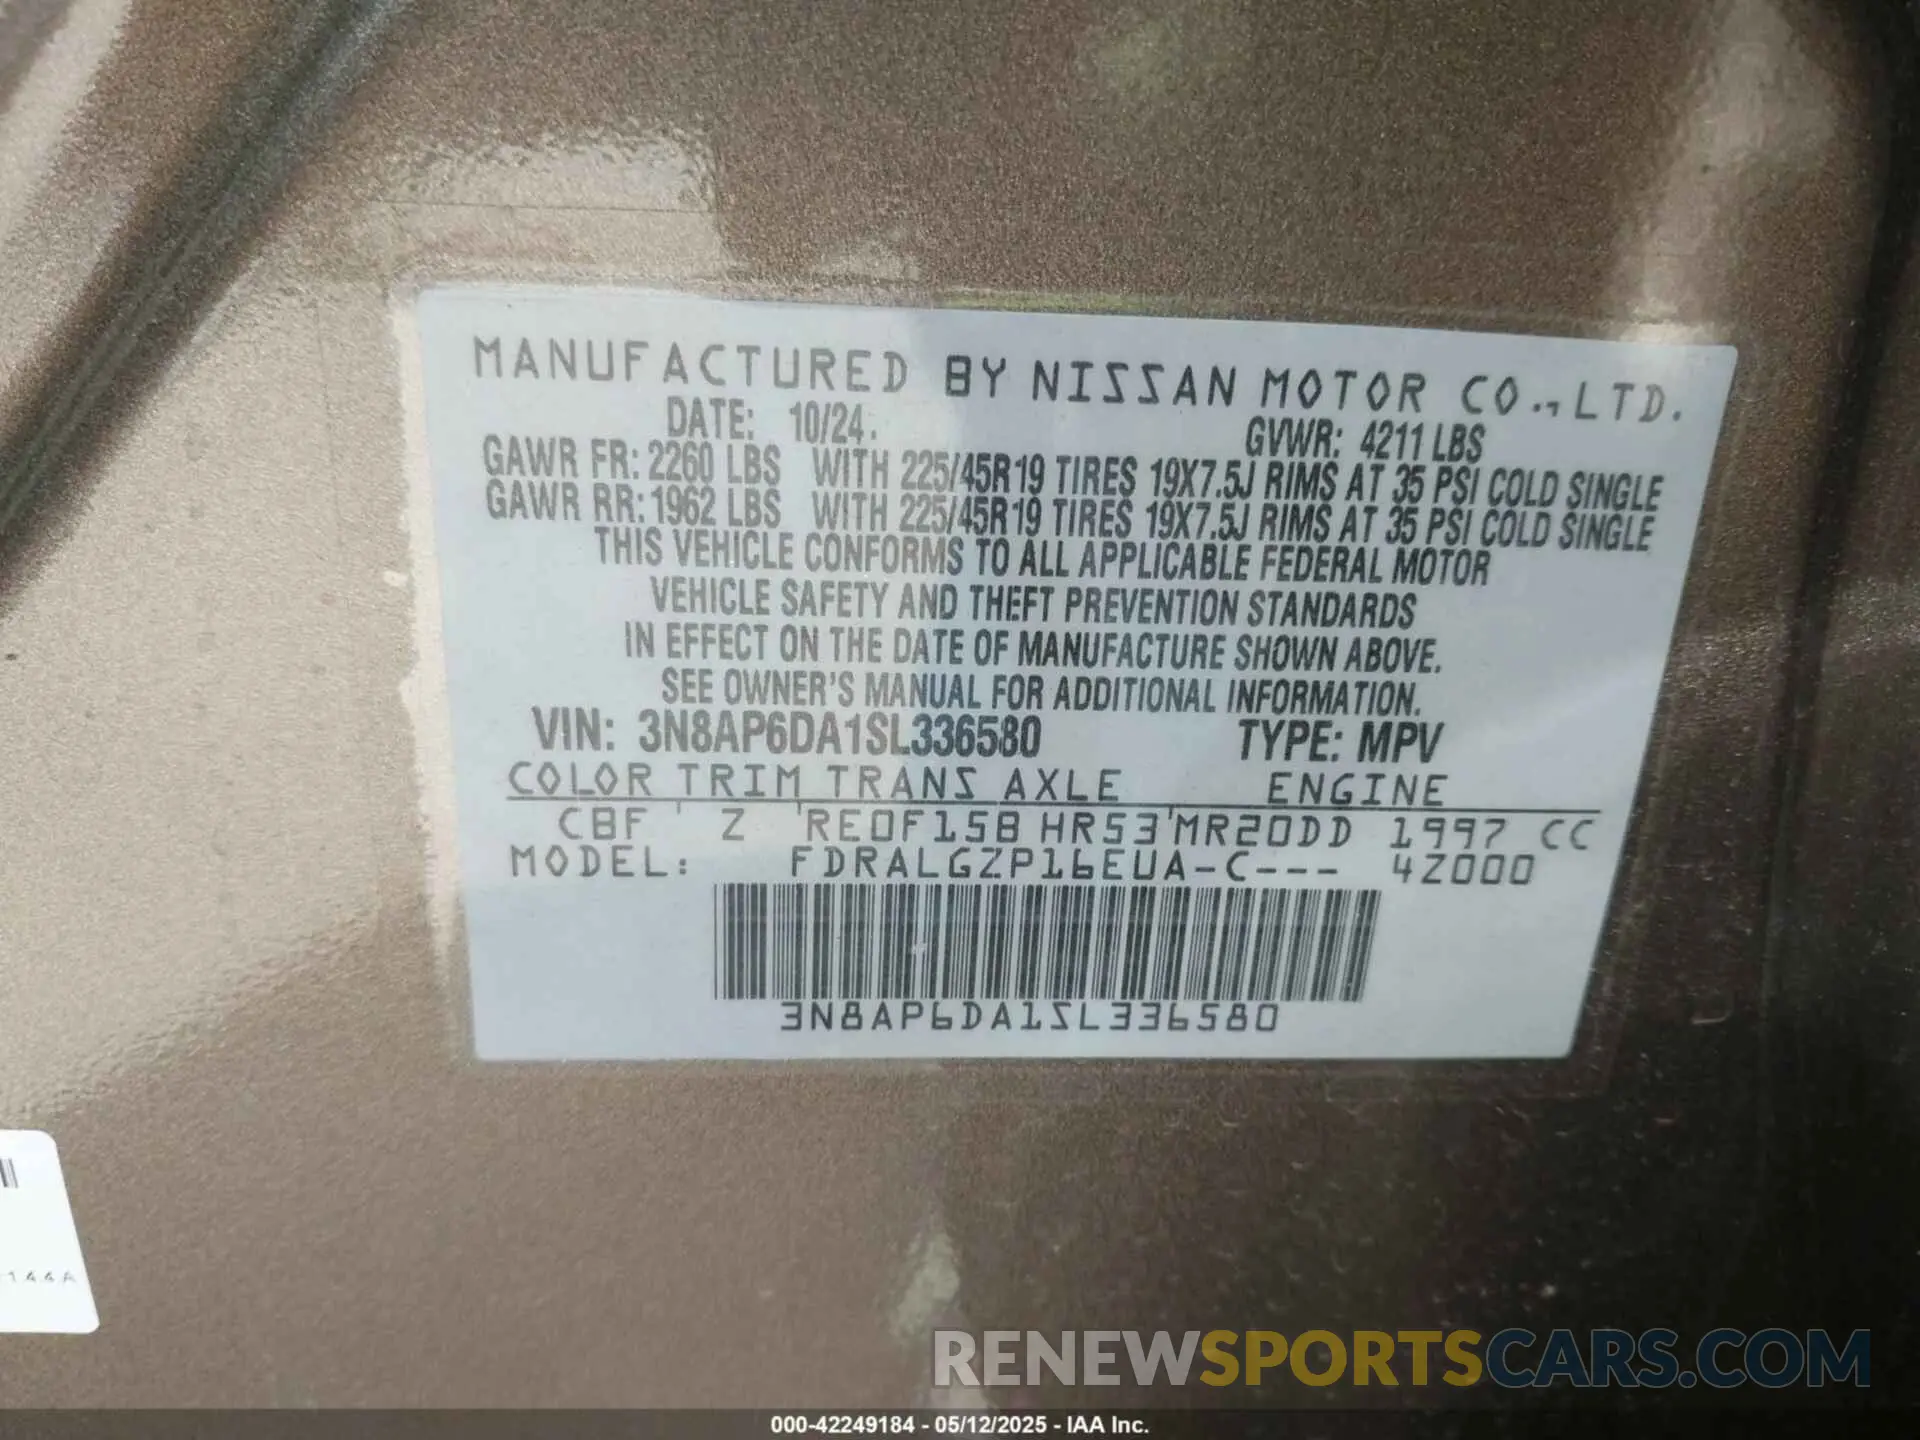 MANUFACTURED BY NISSAN MOTOR CO., LTD.
DATE: 10/24. GVWR: 4211 LBS
GAWR FR: 2260 LBS WITH 225/45R19 TIRES 19X7.5J RIMS AT 35 PSI COLD SINGLE
GAWR RR: 1962 LBS WITH 225/45R19 TIRES 19X7.5J RIMS AT 35 PSI COLD SINGLE
THIS VEHICLE CONFORMS TO ALL APPLICABLE FEDERAL MOTOR
VEHICLE SAFETY AND THEFT PREVENTION STANDARDS
IN EFFECT ON THE DATE OF MANUFACTURE SHOWN ABOVE.
SEE OWNER'S MANUAL FOR ADDITIONAL INFORMATION.
VIN: 3N8AP6DA1SL336580 TYPE: MPV
COLOR TRIM TRANS AXLE ENGINE
CBF ' Z ' RE0F15B HR53 ' MR20DD 1997 CC
MODEL: FDRALGZP16EUA-C--- 4Z000
3N8AP6DA1SL336580
144A
RENEWSPORTSCARS.COM
000-42249184 - 05/12/2025 - IAA Inc.